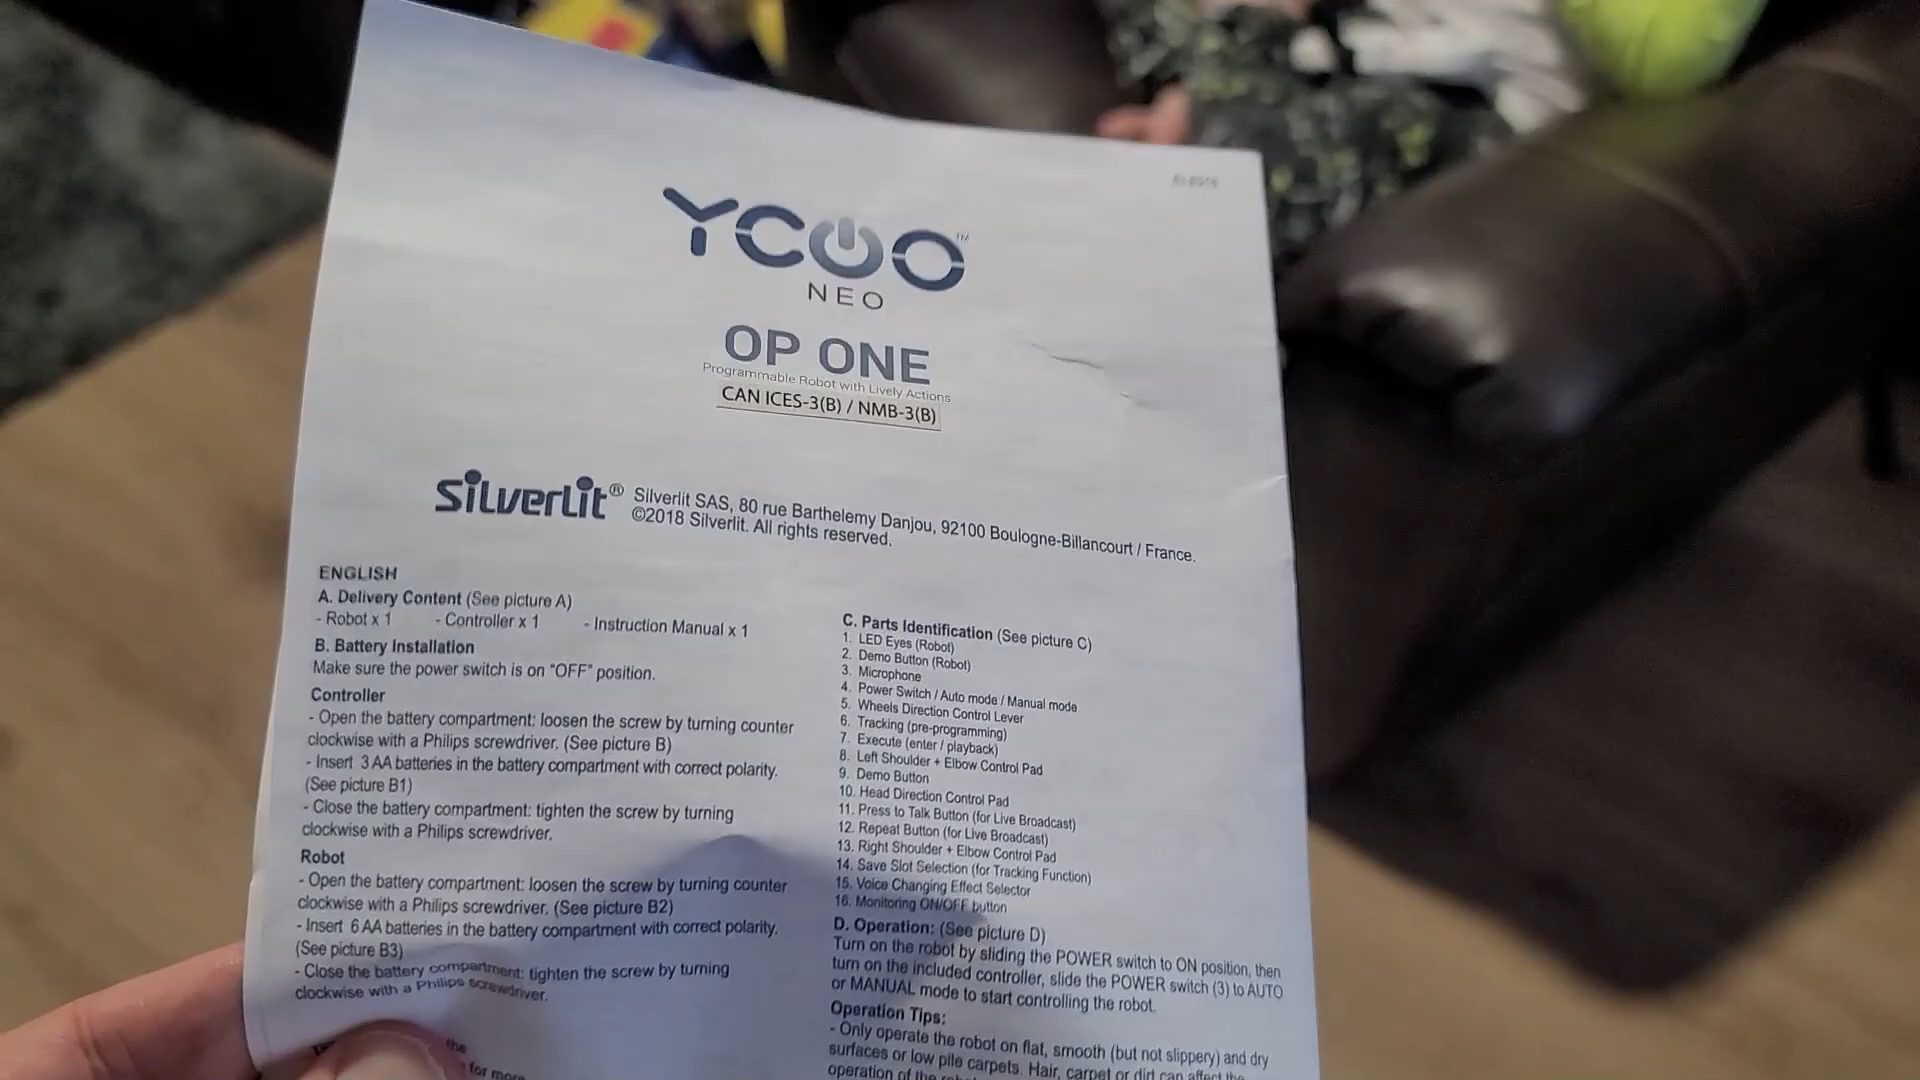 YCOO™
NEO
OP ONE
Programmable Robot with Lively Actions
CAN ICES-3(B) / NMB-3(B)
Silverlit® Silverlit SAS, 80 rue Barthelemy Danjou, 92100 Boulogne-Billancourt / France.
©2018 Silverlit. All rights reserved.
ENGLISH
A. Delivery Content (See picture A)
- Robot x 1 - Controller x 1 - Instruction Manual x 1
B. Battery Installation
Make sure the power switch is on "OFF" position.
Controller
- Open the battery compartment: loosen the screw by turning counter
clockwise with a Philips screwdriver. (See picture B)
- Insert 3 AA batteries in the battery compartment with correct polarity.
(See picture B1)
- Close the battery compartment: tighten the screw by turning
clockwise with a Philips screwdriver.
Robot
- Open the battery compartment: loosen the screw by turning counter
clockwise with a Philips screwdriver. (See picture B2)
- Insert 6 AA batteries in the battery compartment with correct polarity.
(See picture B3)
- Close the battery compartment: tighten the screw by turning
clockwise with a Philips screwdriver.
the
for more
C. Parts Identification (See picture C)
1. LED Eyes (Robot)
2. Demo Button (Robot)
3. Microphone
4. Power Switch / Auto mode / Manual mode
5. Wheels Direction Control Lever
6. Tracking (pre-programming)
7. Execute (enter / playback)
8. Left Shoulder + Elbow Control Pad
9. Demo Button
10. Head Direction Control Pad
11. Press to Talk Button (for Live Broadcast)
12. Repeat Button (for Live Broadcast)
13. Right Shoulder + Elbow Control Pad
14. Save Slot Selection (for Tracking Function)
15. Voice Changing Effect Selector
16. Monitoring ON/OFF button
D. Operation: (See picture D)
Turn on the robot by sliding the POWER switch to ON position, then
turn on the included controller, slide the POWER switch (3) to AUTO
or MANUAL mode to start controlling the robot.
Operation Tips:
- Only operate the robot on flat, smooth (but not slippery) and dry
surfaces or low pile carpets. Hair, carpet or dirt can affect the
operation of the